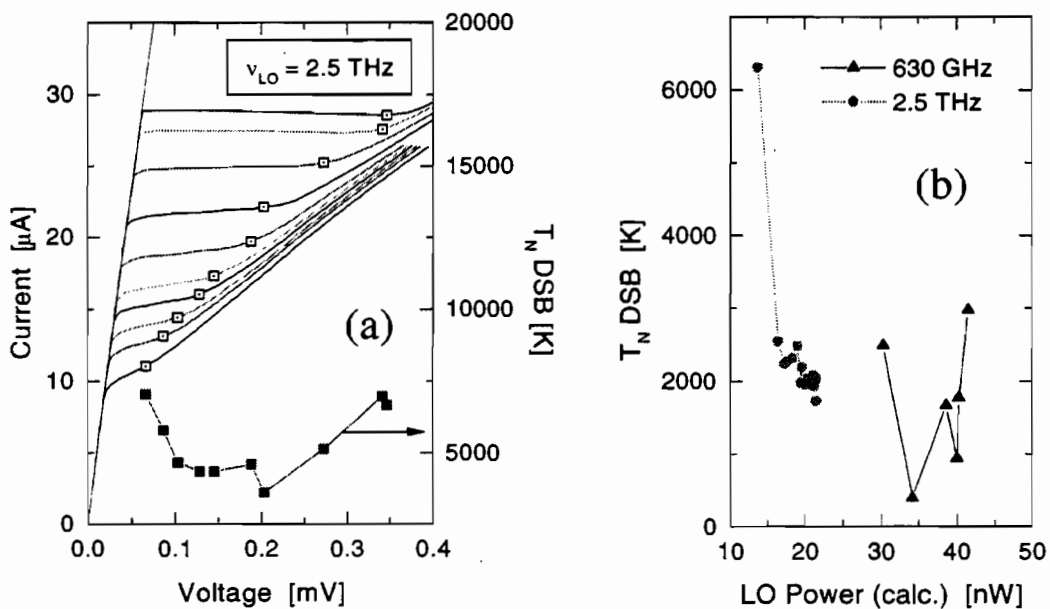 20000
ν_LO = 2.5 THz
30
15000
20
10000
10
5000
0
0.0 0.1 0.2 0.3 0.4
Current [μA]
T_N DSB [K]
Voltage [mV]
(a)
630 GHz
2.5 THz
6000
4000
2000
0
10 20 30 40 50
T_N DSB [K]
LO Power (calc.) [nW]
(b)